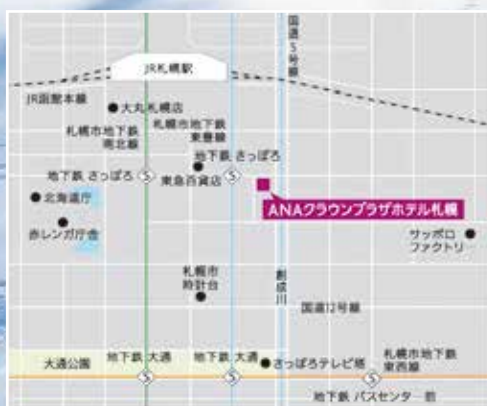 国道5号線
JR札幌駅
JR函館本線
大丸札幌店
札幌市地下鉄
南北線
札幌市地下鉄
東豊線
地下鉄 さっぽろ
地下鉄 さっぽろ
S
東急百貨店
S
ANAクラウンプラザホテル札幌
北海道庁
赤レンガ庁舎
サッポロ
ファクトリー
札幌市
時計台
創成川
国道12号線
大通公園
地下鉄 大通
地下鉄 大通
さっぽろテレビ塔
札幌市地下鉄
東西線
S
S
S
地下鉄 バスセンター前